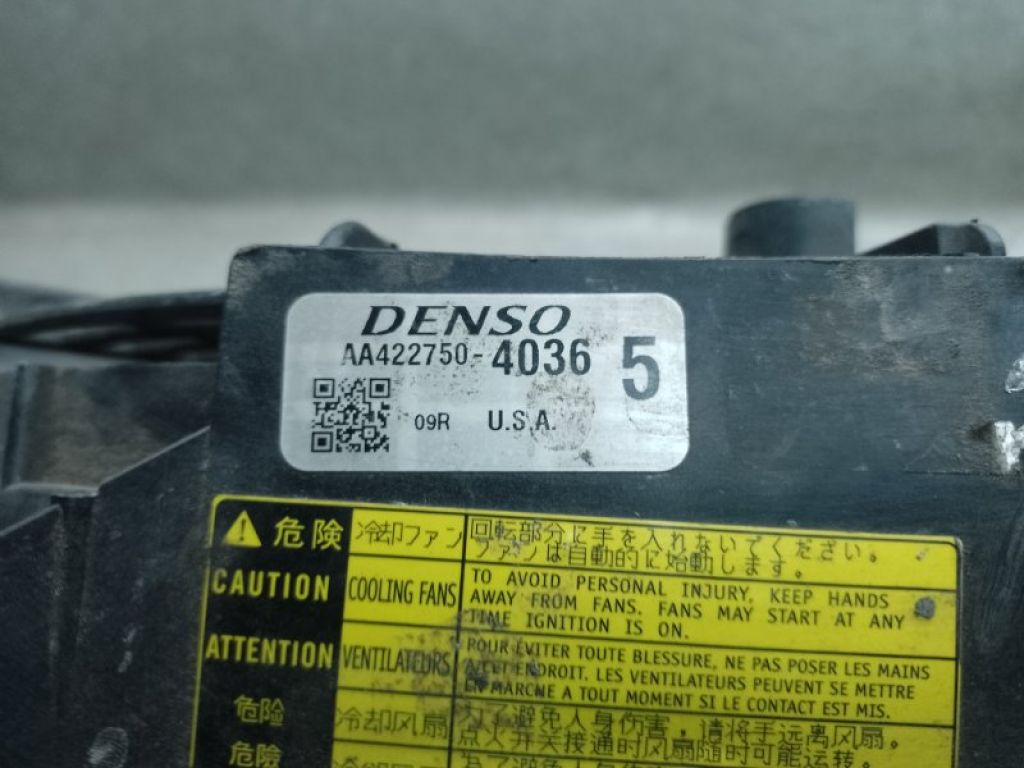 DENSO
AA422750-4036 5
09R U.S.A.
危険 冷却ファン 回転部分に手を入れないでください。
ファンは自動的に始動します。
CAUTION COOLING FANS TO AVOID PERSONAL INJURY, KEEP HANDS
AWAY FROM FANS. FANS MAY START AT ANY
TIME IGNITION IS ON.
ATTENTION VENTILATEURS POUR ÉVITER TOUTE BLESSURE, NE PAS POSER LES MAINS
A CET ENDROIT. LES VENTILATEURS PEUVENT SE METTRE
EN MARCHE A TOUT MOMENT SI LE CONTACT EST MIS.
危险 冷却风扇 为了避免人身伤害，请将手远离风扇。
点火开关接通时风扇随时可能运转。
危險